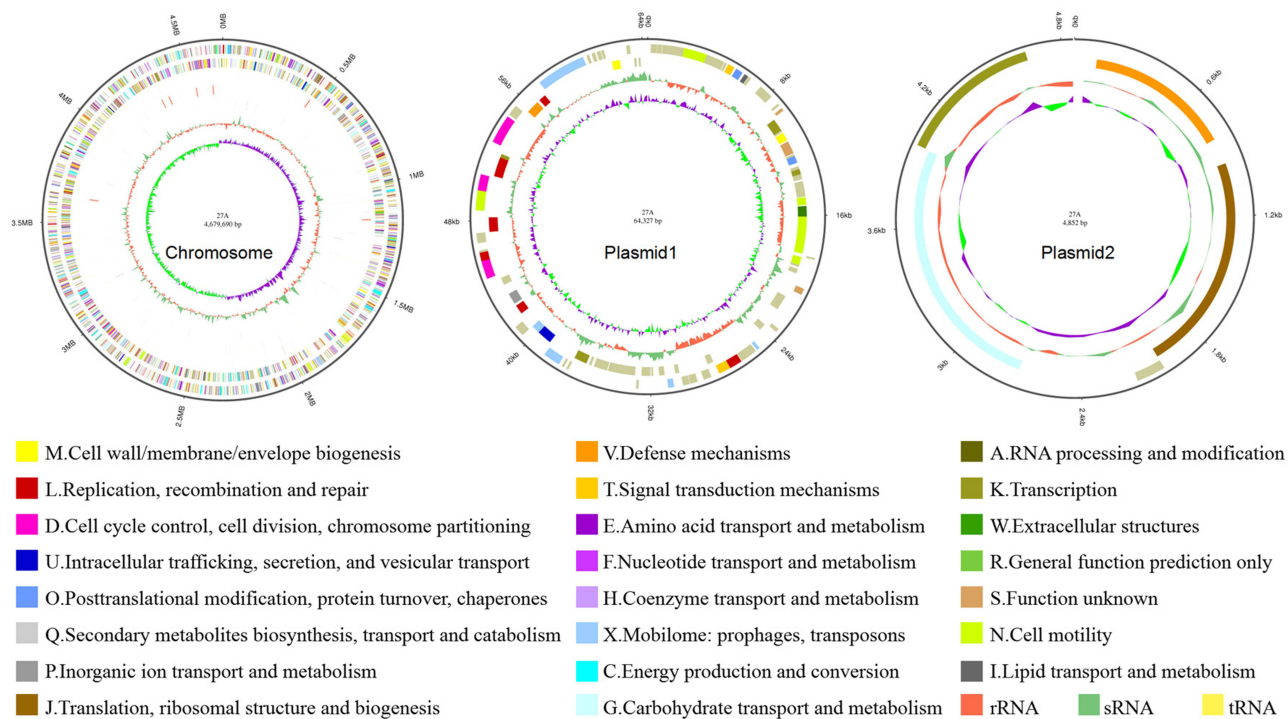 0MB
0.5MB
1MB
1.5MB
2MB
2.5MB
3MB
3.5MB
4MB
4.5MB
27A
4,679,690 bp
Chromosome
0kb
8kb
16kb
24kb
32kb
40kb
48kb
56kb
64kb
27A
64,327 bp
Plasmid1
0kb
0.6kb
1.2kb
1.8kb
2.4kb
3kb
3.6kb
4.2kb
4.8kb
27A
4,852 bp
Plasmid2
M.Cell wall/membrane/envelope biogenesis
L.Replication, recombination and repair
D.Cell cycle control, cell division, chromosome partitioning
U.Intracellular trafficking, secretion, and vesicular transport
O.Posttranslational modification, protein turnover, chaperones
Q.Secondary metabolites biosynthesis, transport and catabolism
P.Inorganic ion transport and metabolism
J.Translation, ribosomal structure and biogenesis
V.Defense mechanisms
T.Signal transduction mechanisms
E.Amino acid transport and metabolism
F.Nucleotide transport and metabolism
H.Coenzyme transport and metabolism
X.Mobilome: prophages, transposons
C.Energy production and conversion
G.Carbohydrate transport and metabolism
A.RNA processing and modification
K.Transcription
W.Extracellular structures
R.General function prediction only
S.Function unknown
N.Cell motility
I.Lipid transport and metabolism
rRNA sRNA tRNA